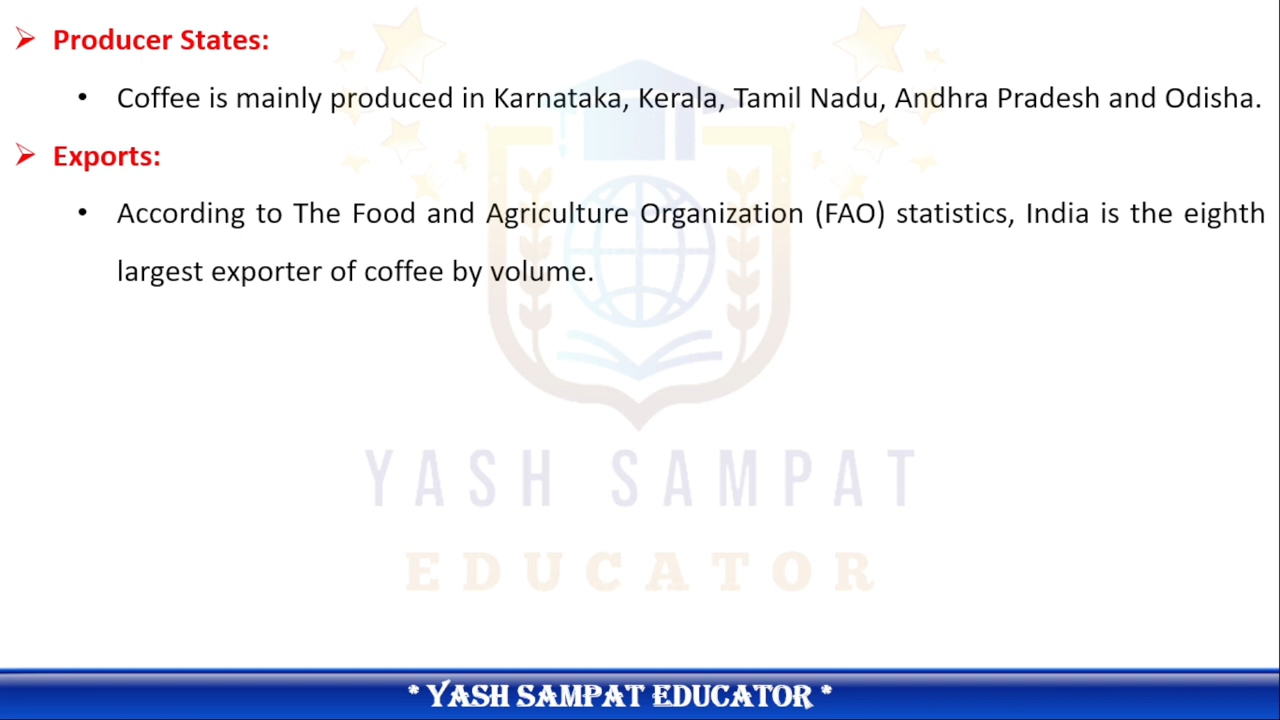 ➢ Producer States:
• Coffee is mainly produced in Karnataka, Kerala, Tamil Nadu, Andhra Pradesh and Odisha.
➢ Exports:
• According to The Food and Agriculture Organization (FAO) statistics, India is the eighth
largest exporter of coffee by volume.
YASH SAMPAT
EDUCATOR
* YASH SAMPAT EDUCATOR *